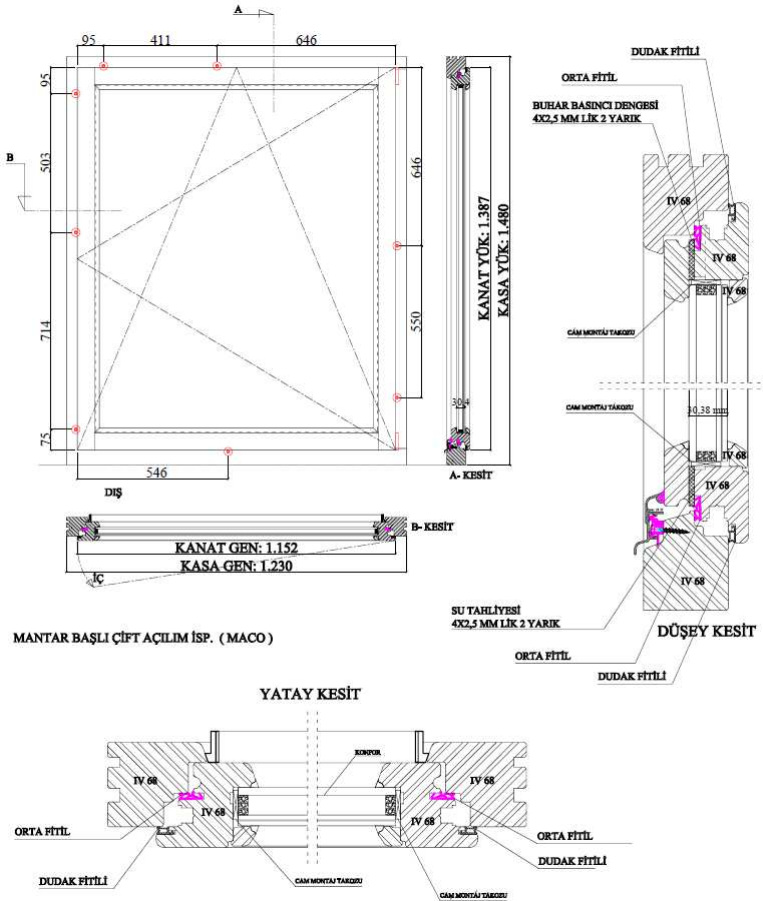 A
95 411 646
95
503
714
75
B
646
550
546
DIŞ
KANAT YÜK: 1.387
KASA YÜK: 1.480
30,4
A- KESİT
B- KESİT
KANAT GEN: 1.152
KASA GEN: 1.230
İÇ
MANTAR BAŞLI ÇİFT AÇILIM İSP. ( MACO )
DUDAK FİTİLİ
ORTA FİTİL
BUHAR BASINCI DENGESİ
4X2,5 MM LİK 2 YARIK
IV 68
IV 68
IV 68
CAM MONTAJ TAKOZU
CAM MONTAJ TAKOZU
30,38 mm
IV 68
IV 68
IV 68
SU TAHLİYESİ
4X2,5 MM LİK 2 YARIK
ORTA FİTİL
DUDAK FİTİLİ
DÜŞEY KESİT
YATAY KESİT
KONFOR
IV 68
IV 68
IV 68
IV 68
ORTA FİTİL
DUDAK FİTİLİ
CAM MONTAJ TAKOZU
CAM MONTAJ TAKOZU
ORTA FİTİL
DUDAK FİTİLİ